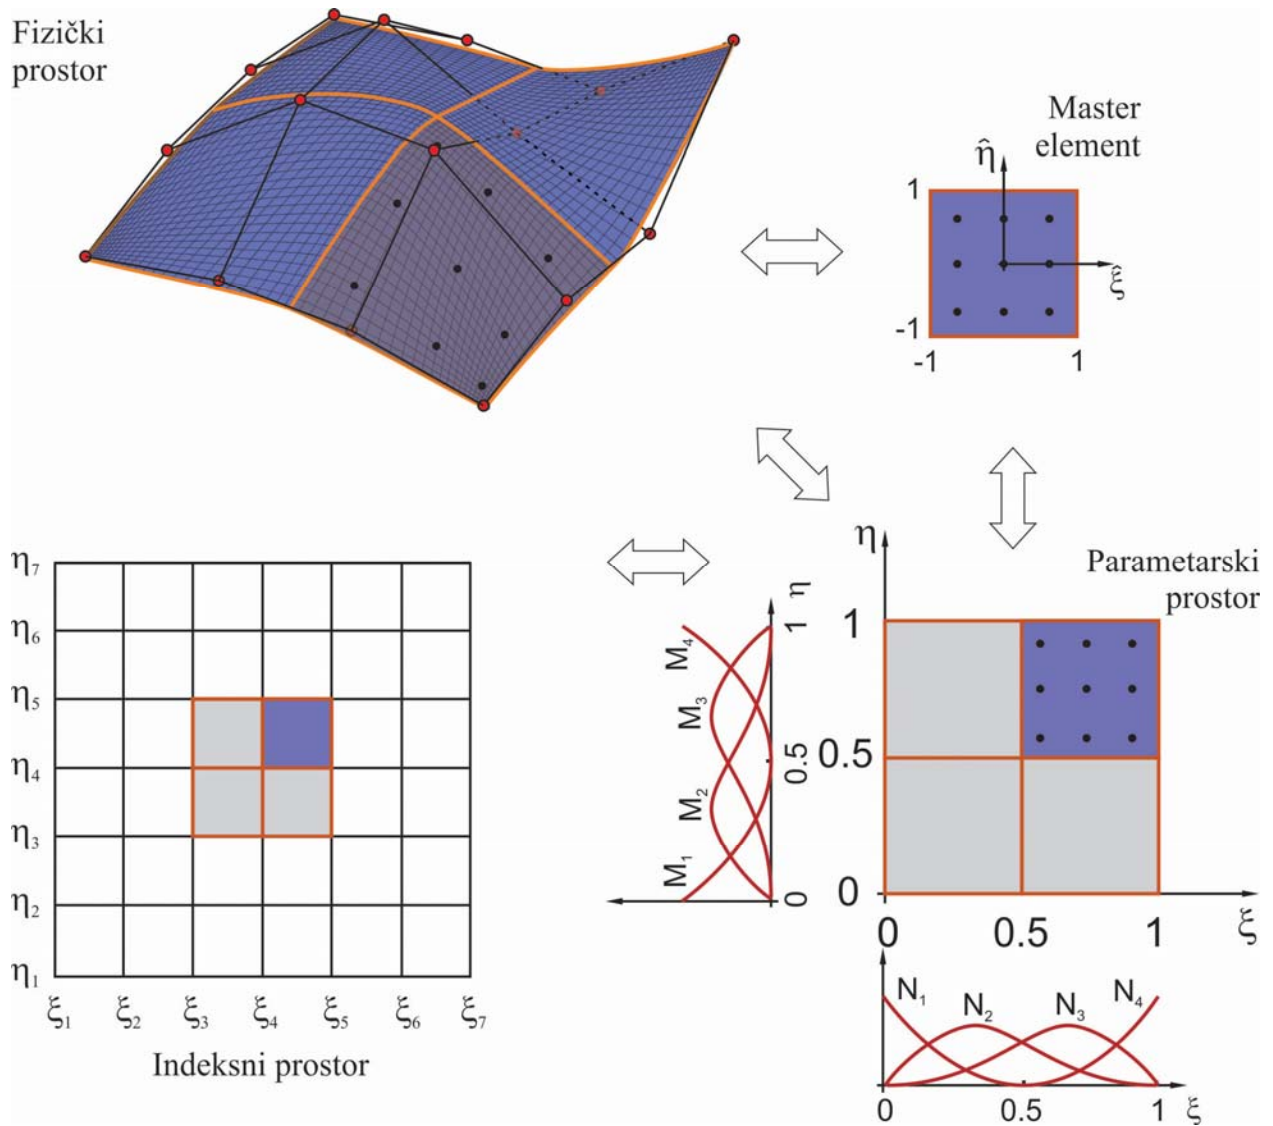 Fizički
prostor
Master
element
η̂
1
ξ̂
-1
-1
1
η₇
η₆
η₅
η₄
η₃
η₂
η₁
ξ₁ ξ₂ ξ₃ ξ₄ ξ₅ ξ₆ ξ₇
Indeksni prostor
η
1
0.5
0
M₄
M₃
M₂
M₁
η
Parametarski
prostor
1
0.5
0
0 0.5 1 ξ
N₁ N₂ N₃ N₄
0 0.5 1 ξ